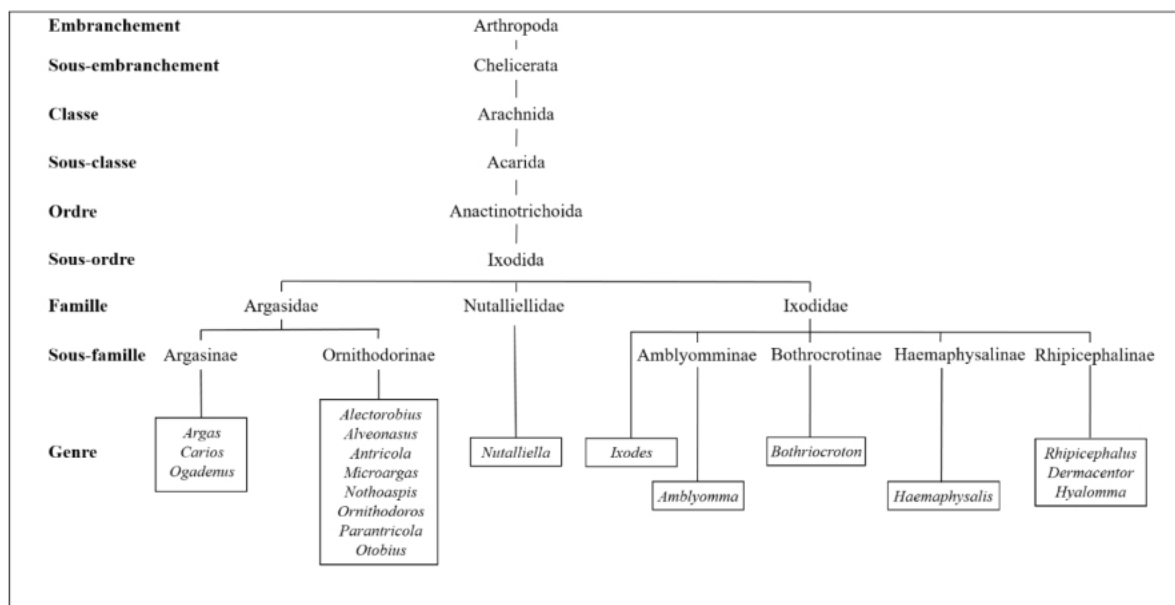 Embranchement Arthropoda
Sous-embranchement Chelicerata
Classe Arachnida
Sous-classe Acarida
Ordre Anactinotrichoida
Sous-ordre Ixodida
Famille Argasidae Nutalliellidae Ixodidae
Sous-famille Argasinae Ornithodorinae Amblyomminae Bothrocrotinae Haemaphysalinae Rhipicephalinae
Genre
Argas
Carios
Ogadenus
Alectorobius
Alveonasus
Antricola
Microargas
Nothoaspis
Ornithodoros
Parantricola
Otobius
Nutalliella
Ixodes
Amblyomma
Bothriocroton
Haemaphysalis
Rhipicephalus
Dermacentor
Hyalomma